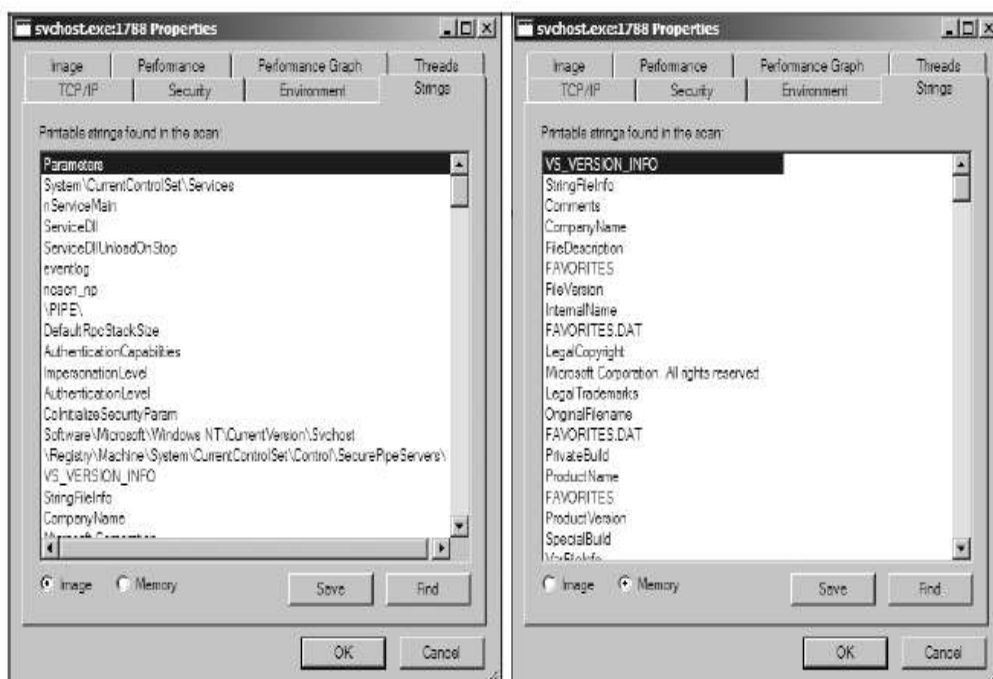 svchost.exe:1788 Properties
Image Performance Performance Graph Threads
TCP/IP Security Environment Strings
Printable strings found in the scan:
Parameters
System\CurrentControlSet\Services
nServiceMain
ServiceDll
ServiceDllUnloadOnStop
eventlog
ncacn_np
\PIPE\
DefaultRpcStackSize
AuthenticationCapabilities
ImpersonationLevel
AuthenticationLevel
CoInitializeSecurityParam
Software\Microsoft\Windows NT\CurrentVersion\Svchost
\Registry\Machine\System\CurrentControlSet\Control\SecurePipeServers\
VS_VERSION_INFO
StringFileInfo
CompanyName
Microsoft Corporation
Image Memory Save Find
OK Cancel
svchost.exe:1788 Properties
Image Performance Performance Graph Threads
TCP/IP Security Environment Strings
Printable strings found in the scan:
VS_VERSION_INFO
StringFileInfo
Comments
CompanyName
FileDescription
FAVORITES
FileVersion
InternalName
FAVORITES.DAT
LegalCopyright
Microsoft Corporation. All rights reserved
LegalTrademarks
OriginalFilename
FAVORITES.DAT
PrivateBuild
ProductName
FAVORITES
ProductVersion
SpecialBuild
VarFileInfo
Image Memory Save Find
OK Cancel